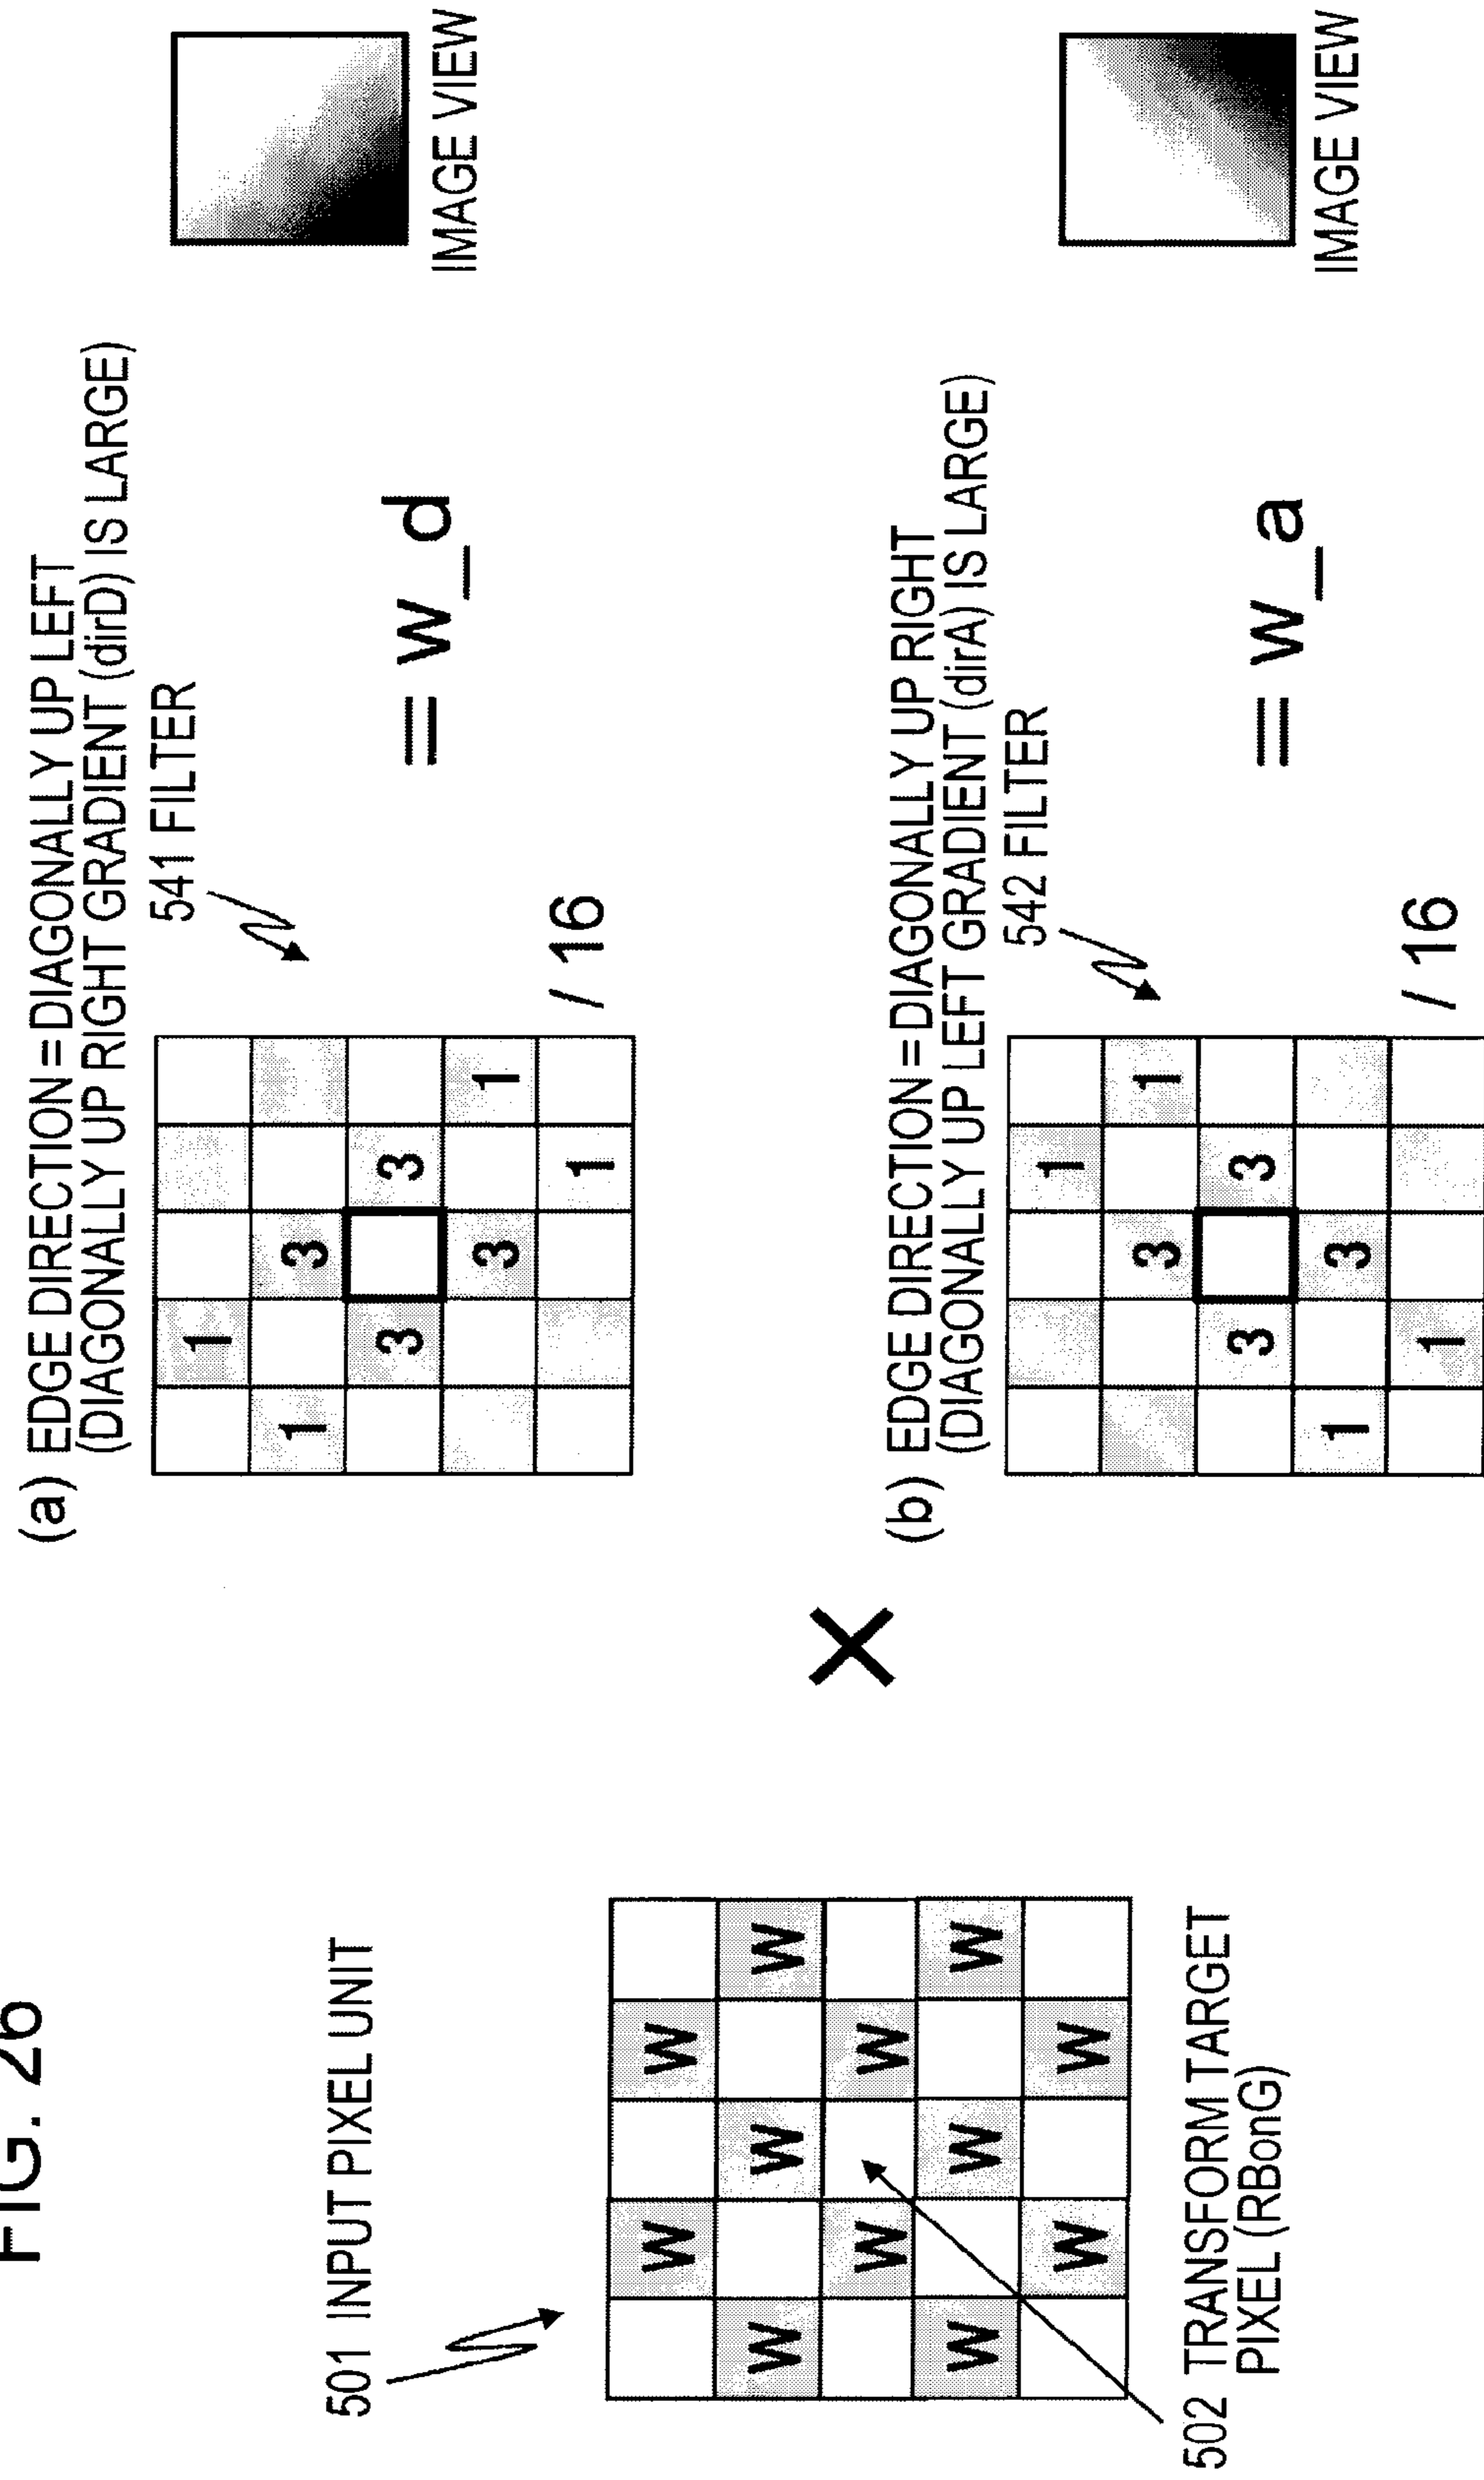 FIG. 26
501 INPUT PIXEL UNIT
W W
W W W
W W
W W W
W W
502 TRANSFORM TARGET
PIXEL (RBonG)
×
(a) EDGE DIRECTION = DIAGONALLY UP LEFT
(DIAGONALLY UP RIGHT GRADIENT (dirD) IS LARGE)
541 FILTER
1
1 3
3 3
3 1
1
/ 16
= w_d
IMAGE VIEW
(b) EDGE DIRECTION = DIAGONALLY UP RIGHT
(DIAGONALLY UP LEFT GRADIENT (dirA) IS LARGE)
542 FILTER
1
3 1
3 3
1 3
1
/ 16
= w_a
IMAGE VIEW